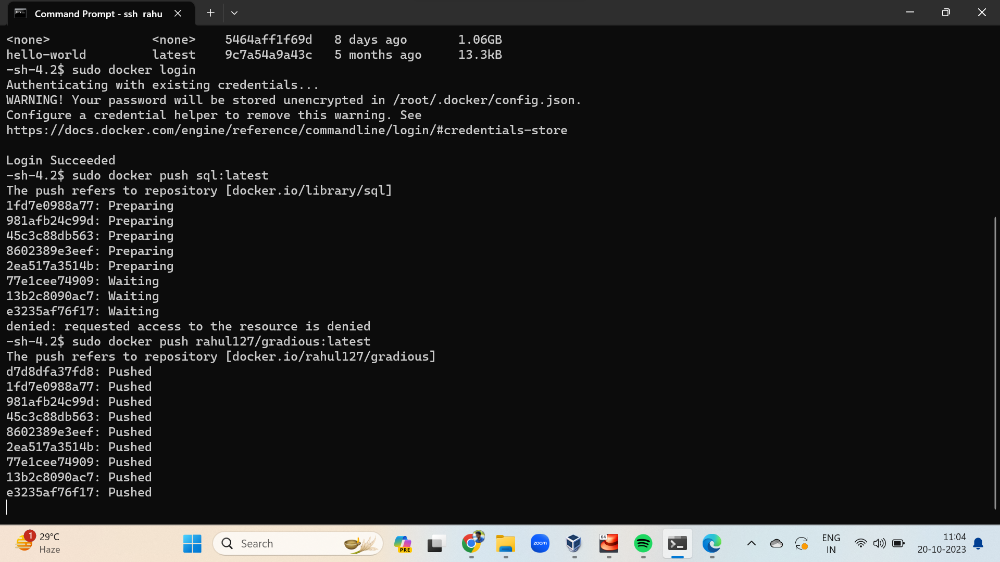 Command Prompt - ssh  rahu
<none>              <none>    5464aff1f69d   8 days ago       1.06GB
hello-world         latest    9c7a54a9a43c   5 months ago     13.3kB
-sh-4.2$ sudo docker login
Authenticating with existing credentials...
WARNING! Your password will be stored unencrypted in /root/.docker/config.json.
Configure a credential helper to remove this warning. See
https://docs.docker.com/engine/reference/commandline/login/#credentials-store
Login Succeeded
-sh-4.2$ sudo docker push sql:latest
The push refers to repository [docker.io/library/sql]
1fd7e0988a77: Preparing
981afb24c99d: Preparing
45c3c88db563: Preparing
8602389e3eef: Preparing
2ea517a3514b: Preparing
77e1cee74909: Waiting
13b2c8090ac7: Waiting
e3235af76f17: Waiting
denied: requested access to the resource is denied
-sh-4.2$ sudo docker push rahul127/gradious:latest
The push refers to repository [docker.io/rahul127/gradious]
d7d8dfa37fd8: Pushed
1fd7e0988a77: Pushed
981afb24c99d: Pushed
45c3c88db563: Pushed
8602389e3eef: Pushed
2ea517a3514b: Pushed
77e1cee74909: Pushed
13b2c8090ac7: Pushed
e3235af76f17: Pushed
1
29°C
Haze
Search
PRE
zoom
64
ENG
IN
11:04
20-10-2023